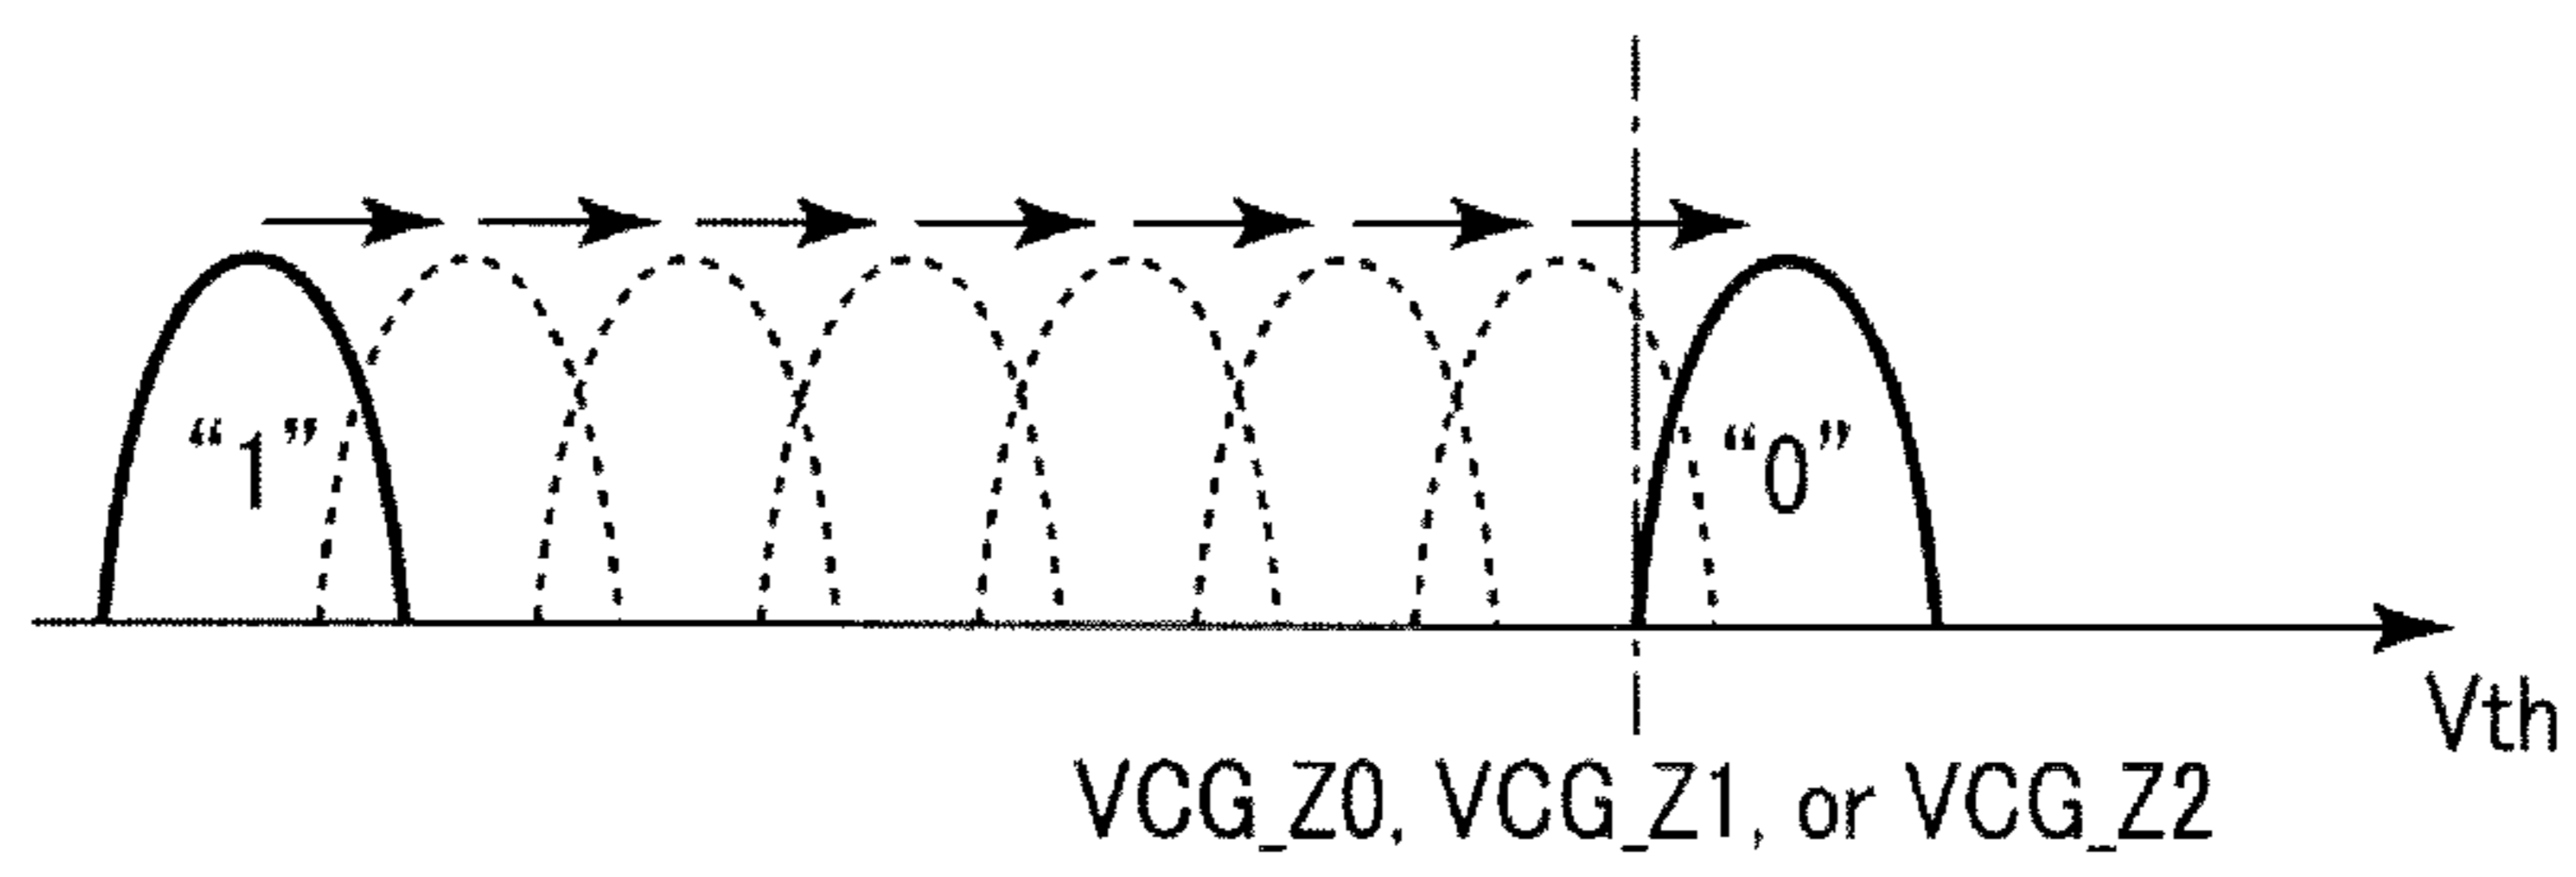 “1” “0”
Vth
VCG_Z0, VCG_Z1, or VCG_Z2